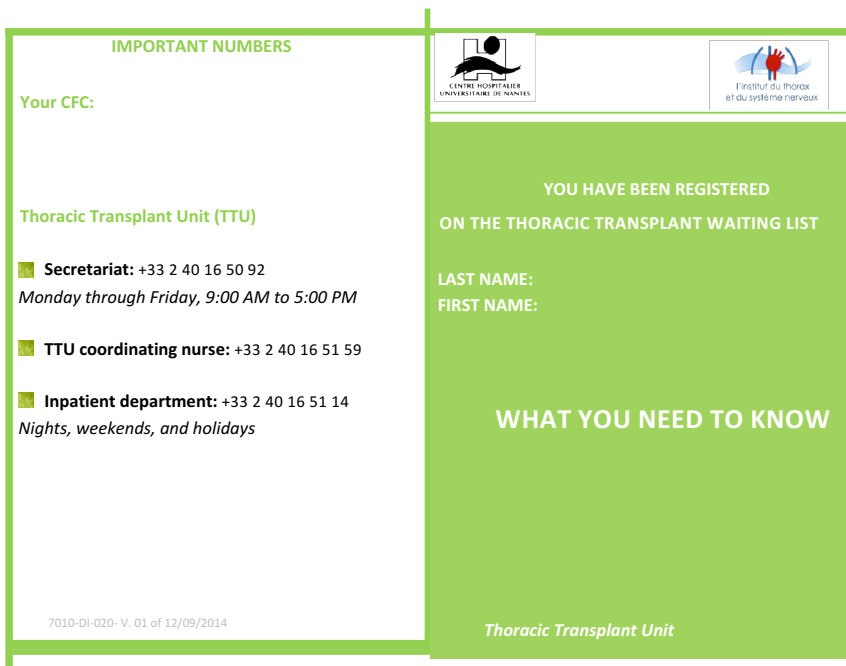 IMPORTANT NUMBERS
Your CFC:
Thoracic Transplant Unit (TTU)
Secretariat: +33 2 40 16 50 92
Monday through Friday, 9:00 AM to 5:00 PM
TTU coordinating nurse: +33 2 40 16 51 59
Inpatient department: +33 2 40 16 51 14
Nights, weekends, and holidays
7010-DI-020- V. 01 of 12/09/2014
CENTRE HOSPITALIER
UNIVERSITAIRE DE NANTES
l'institut du thorax
et du système nerveux
YOU HAVE BEEN REGISTERED
ON THE THORACIC TRANSPLANT WAITING LIST
LAST NAME:
FIRST NAME:
WHAT YOU NEED TO KNOW
Thoracic Transplant Unit